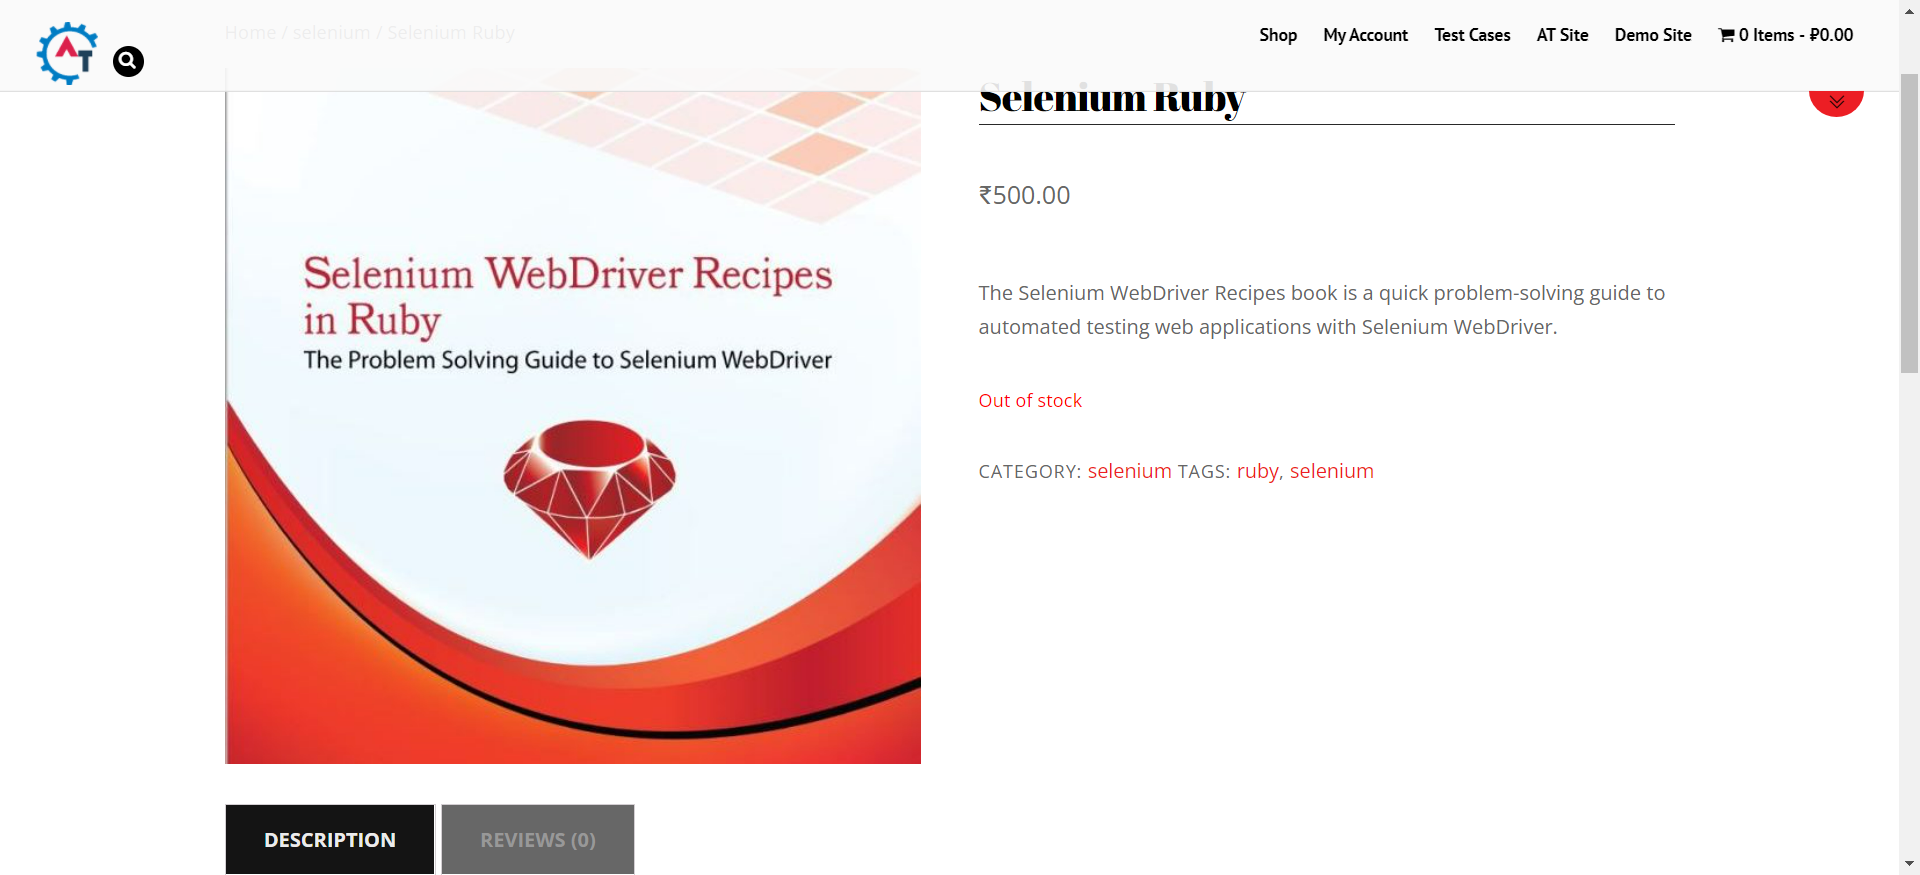 Home / selenium / Selenium Ruby
AT
Shop My Account Test Cases AT Site Demo Site 0 Items - ₽0.00
Selenium Ruby
₹500.00
Selenium WebDriver Recipes
in Ruby
The Problem Solving Guide to Selenium WebDriver
The Selenium WebDriver Recipes book is a quick problem-solving guide to
automated testing web applications with Selenium WebDriver.
Out of stock
CATEGORY: selenium TAGS: ruby, selenium
DESCRIPTION
REVIEWS (0)